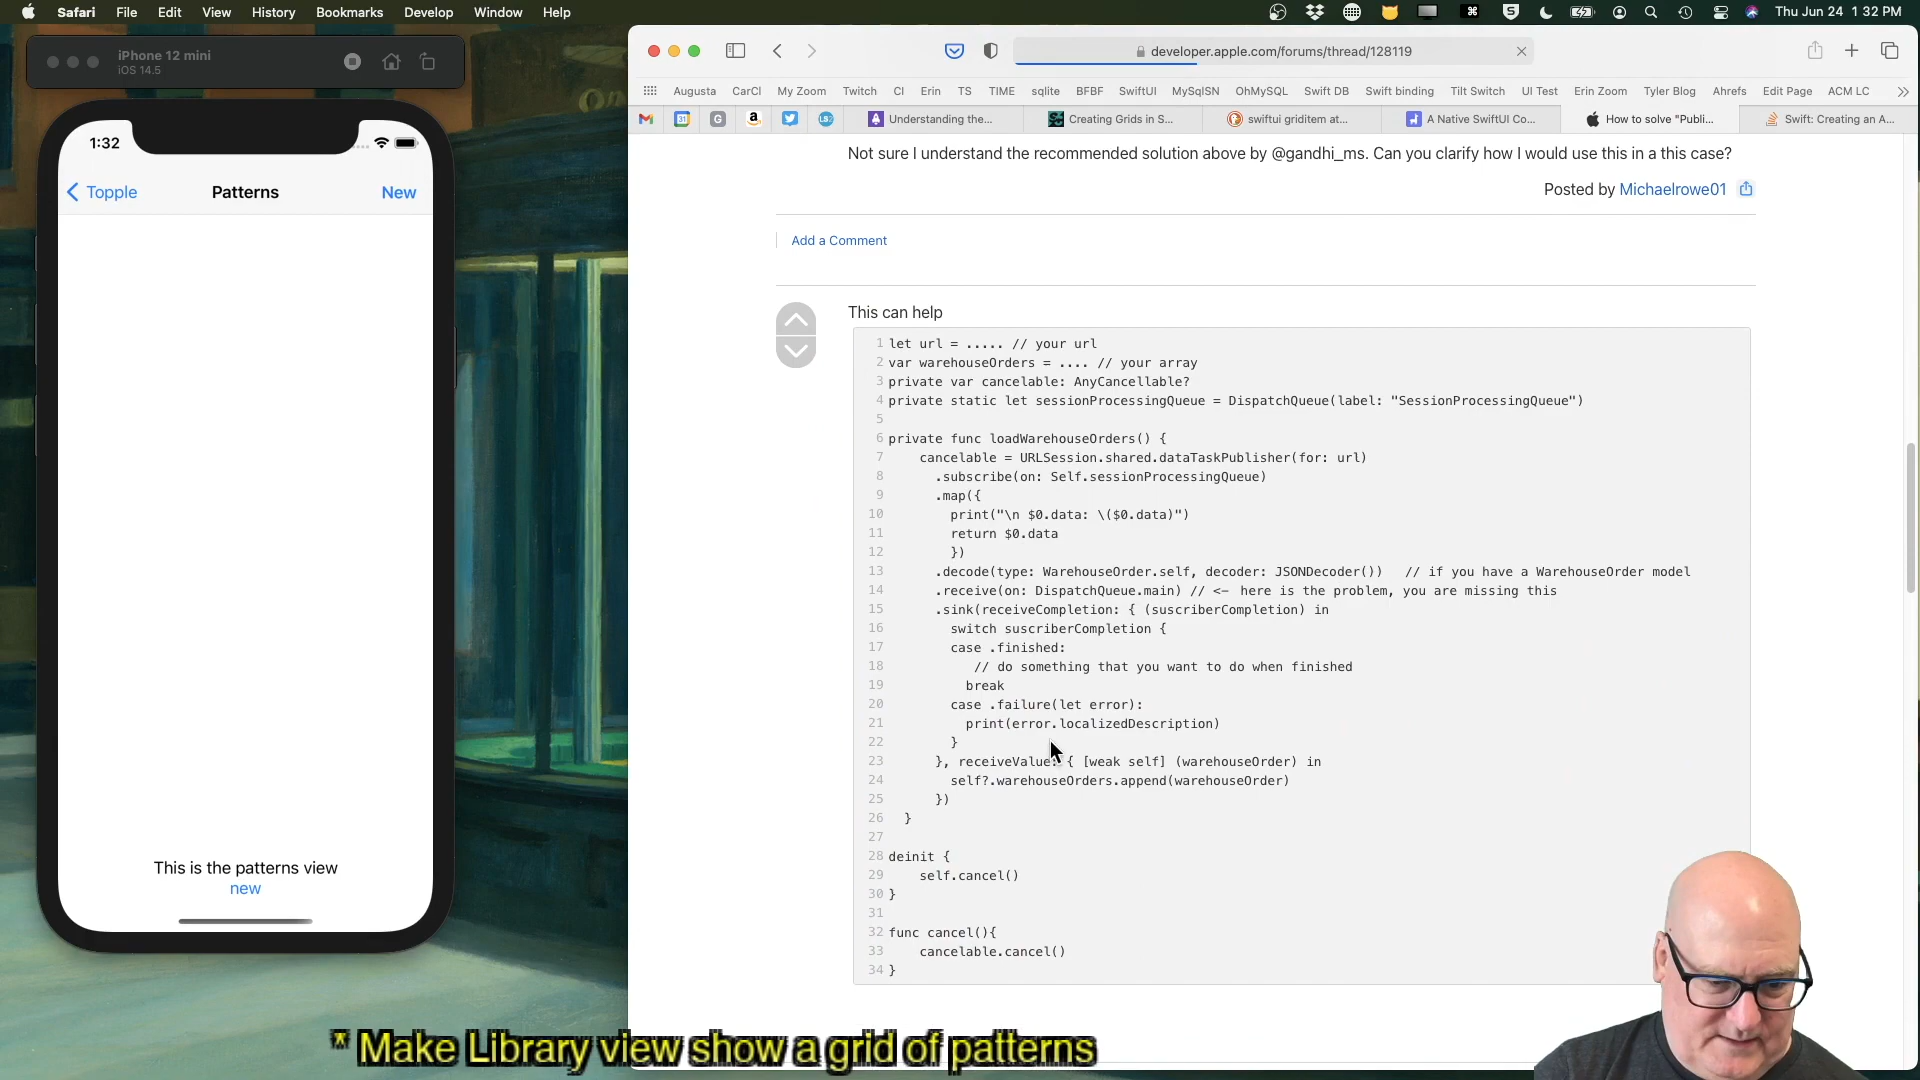 Safari File Edit View History Bookmarks Develop Window Help
Thu Jun 24 1 32 PM
iPhone 12 mini
iOS 14.5
1:32
Topple
Patterns
New
This is the patterns view
new
developer.apple.com/forums/thread/128119
Augusta CarCl My Zoom Twitch CI Erin TS TIME sqlite BFBF SwiftUI MySqlSN OhMySQL Swift DB Swift binding Tilt Switch UI Test Erin Zoom Tyler Blog Ahrefs Edit Page ACM LC
Understanding the... Creating Grids in S... swiftui griditem at... A Native SwiftUI Co... How to solve "Publi... Swift: Creating an A...
Not sure I understand the recommended solution above by @gandhi_ms. Can you clarify how I would use this in a this case?
Posted by Michaelrowe01
Add a Comment
This can help
1 let url = ..... // your url
2 var warehouseOrders = .... // your array
3 private var cancelable: AnyCancellable?
4 private static let sessionProcessingQueue = DispatchQueue(label: "SessionProcessingQueue")
5
6 private func loadWarehouseOrders() {
7 cancelable = URLSession.shared.dataTaskPublisher(for: url)
8 .subscribe(on: Self.sessionProcessingQueue)
9 .map({
10 print("\n $0.data: \($0.data)")
11 return $0.data
12 })
13 .decode(type: WarehouseOrder.self, decoder: JSONDecoder()) // if you have a WarehouseOrder model
14 .receive(on: DispatchQueue.main) // <- here is the problem, you are missing this
15 .sink(receiveCompletion: { (suscriberCompletion) in
16 switch suscriberCompletion {
17 case .finished:
18 // do something that you want to do when finished
19 break
20 case .failure(let error):
21 print(error.localizedDescription)
22 }
23 }, receiveValue: { [weak self] (warehouseOrder) in
24 self?.warehouseOrders.append(warehouseOrder)
25 })
26 }
27
28 deinit {
29 self.cancel()
30 }
31
32 func cancel(){
33 cancelable.cancel()
34 }
* Make Library view show a grid of patterns